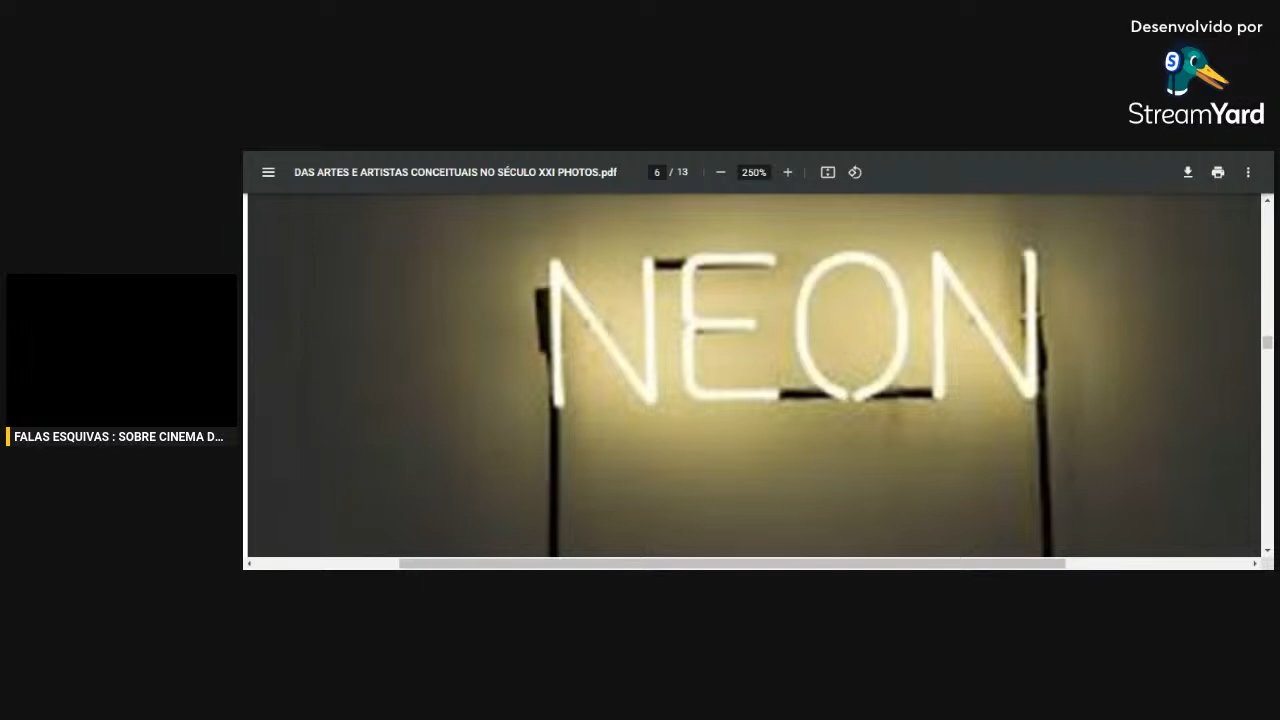 Desenvolvido por
S
StreamYard
DAS ARTES E ARTISTAS CONCEITUAIS NO SÉCULO XXI PHOTOS.pdf 6 / 13 250%
NEON
FALAS ESQUIVAS : SOBRE CINEMA D...